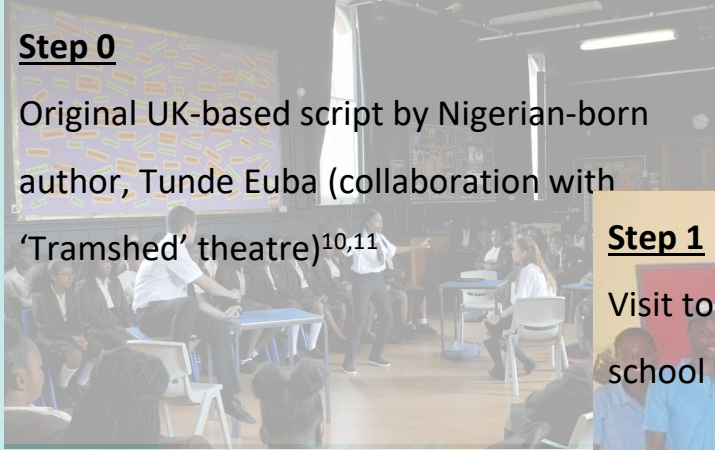 Step 0
Original UK-based script by Nigerian-born
author, Tunde Euba (collaboration with
‘Tramshed’ theatre)10,11
Step 1
Visit to
school